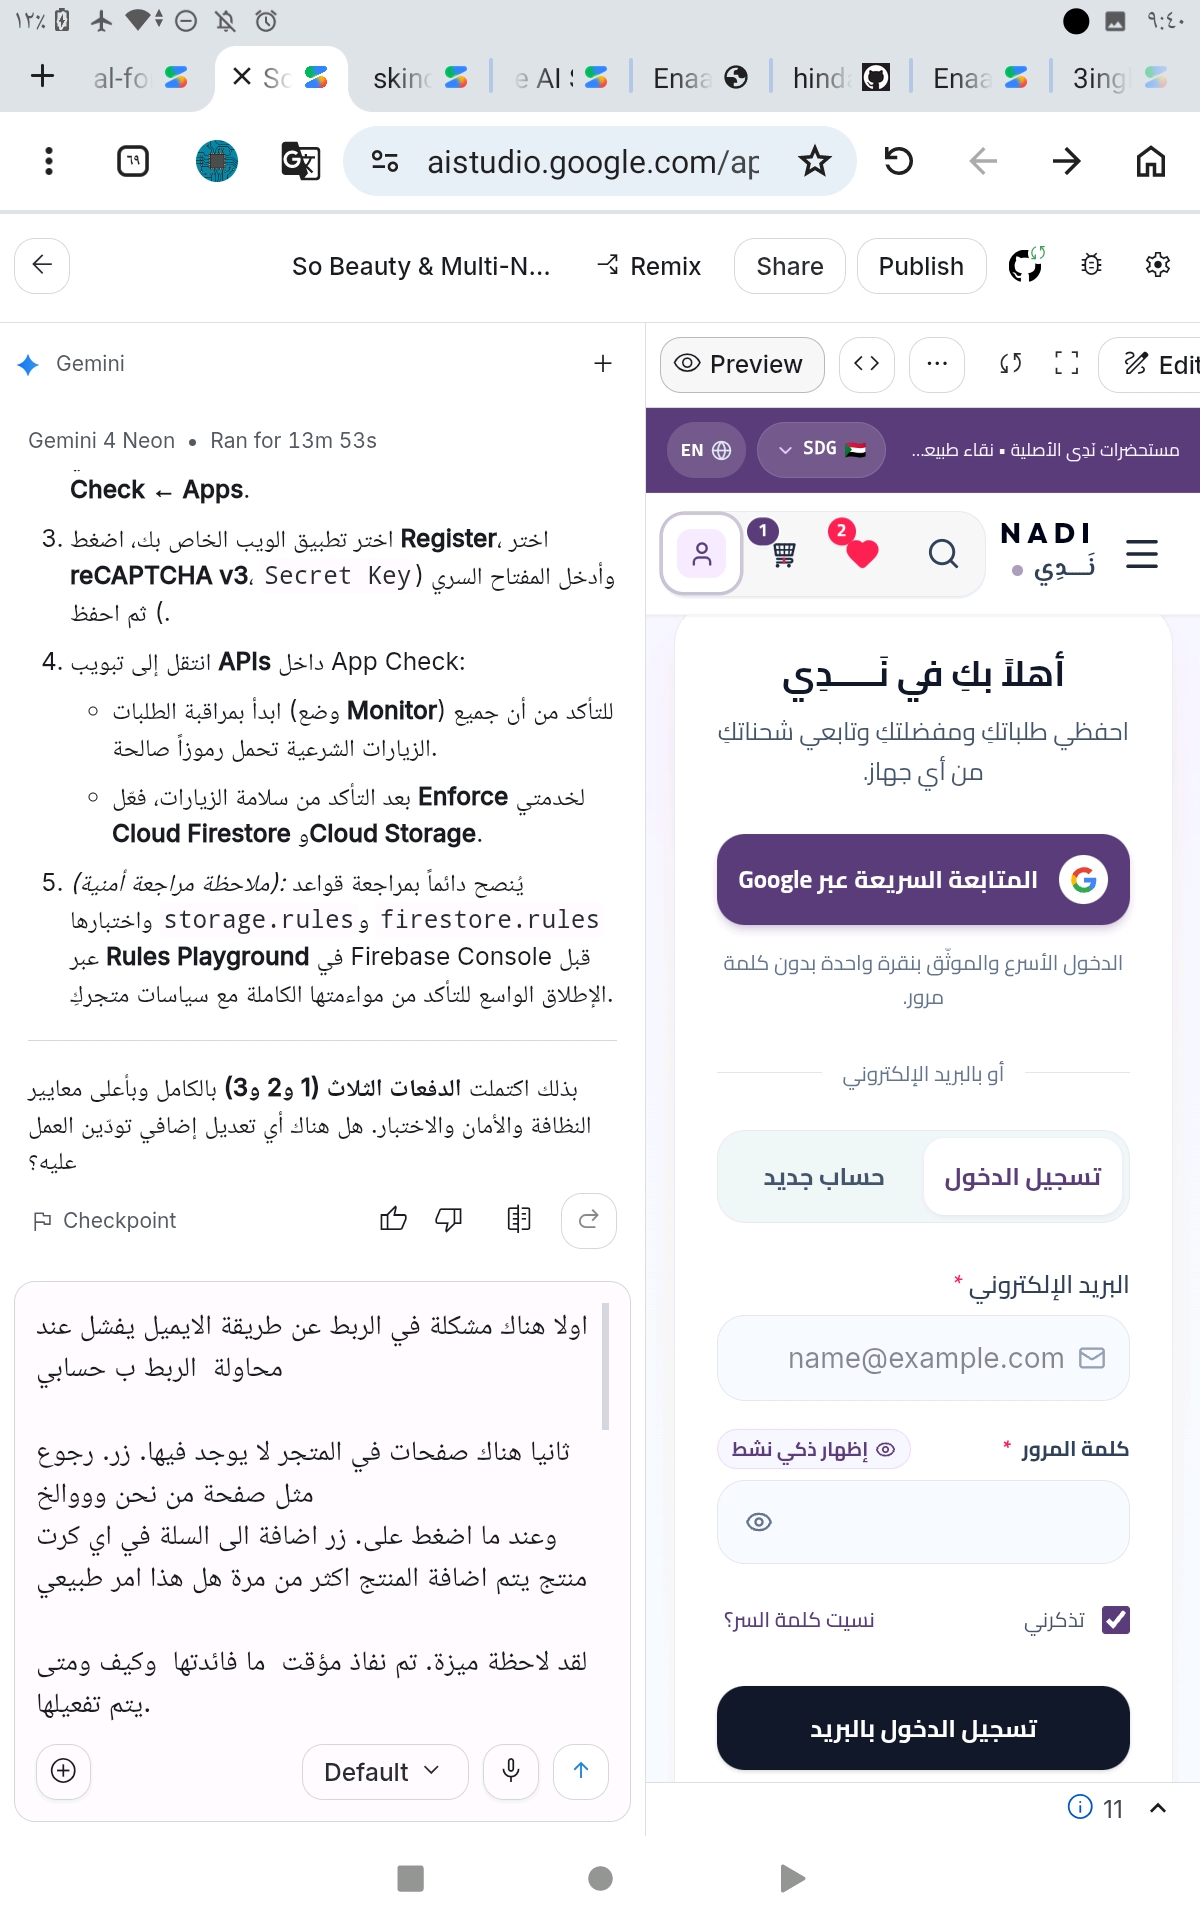 ١٢٪
٩:٤٠
al-fo
Sc
skinc
e AI S
Enaa
hinda
Enaa
3ingl
٦٩
aistudio.google.com/ap
So Beauty & Multi-N...
Remix
Share
Publish
Gemini
Preview
Edit
Gemini 4 Neon • Ran for 13m 53s
Check ← Apps.
3. اختر تطبيق الويب الخاص بك، اضغط Register، اختر
reCAPTCHA v3، وأدخل المفتاح السري (Secret Key
) ثم احفظ.
4. انتقل إلى تبويب APIs داخل App Check:
ابدأ بمراقبة الطلبات (وضع Monitor) للتأكد من أن جميع
الزيارات الشرعية تحمل رموزاً صالحة.
بعد التأكد من سلامة الزيارات، فعّل Enforce لخدمتي
Cloud Firestore وCloud Storage.
5. (ملاحظة مراجعة أمنية): يُنصح دائماً بمراجعة قواعد
firestore.rules و storage.rules واختبارها
عبر Rules Playground في Firebase Console قبل
الإطلاق الواسع للتأكد من مواءمتها الكاملة مع سياسات متجركِ.
بذلك اكتملت الدفعات الثلاث (1 و2 و3) بالكامل وبأعلى معايير
النظافة والأمان والاختبار. هل هناك أي تعديل إضافي تودّين العمل
عليه؟
Checkpoint
اولا هناك مشكلة في الربط عن طريقة الايميل يفشل عند
محاولة الربط ب حسابي
ثانيا هناك صفحات في المتجر لا يوجد فيها. زر. رجوع
مثل صفحة من نحن وووالخ
وعند ما اضغط على. زر اضافة الى السلة في اي كرت
منتج يتم اضافة المنتج اكثر من مرة هل هذا امر طبيعي
لقد لاحظة ميزة. تم نفاذ مؤقت ما فائدتها وكيف ومتى
يتم تفعيلها.
Default
EN
SDG
مستحضرات نَدِي الأصلية • نقاء طبيع...
1
2
NADI
نَــدِي
أهلاً بكِ في نَــــدِي
احفظي طلباتكِ ومفضلتكِ وتابعي شحناتكِ
من أي جهاز.
المتابعة السريعة عبر Google
الدخول الأسرع والموثّق بنقرة واحدة بدون كلمة
مرور.
أو بالبريد الإلكتروني
تسجيل الدخول
حساب جديد
البريد الإلكتروني *
name@example.com
كلمة المرور *
إظهار ذكي نشط
تذكرني
نسيت كلمة السر؟
تسجيل الدخول بالبريد
11